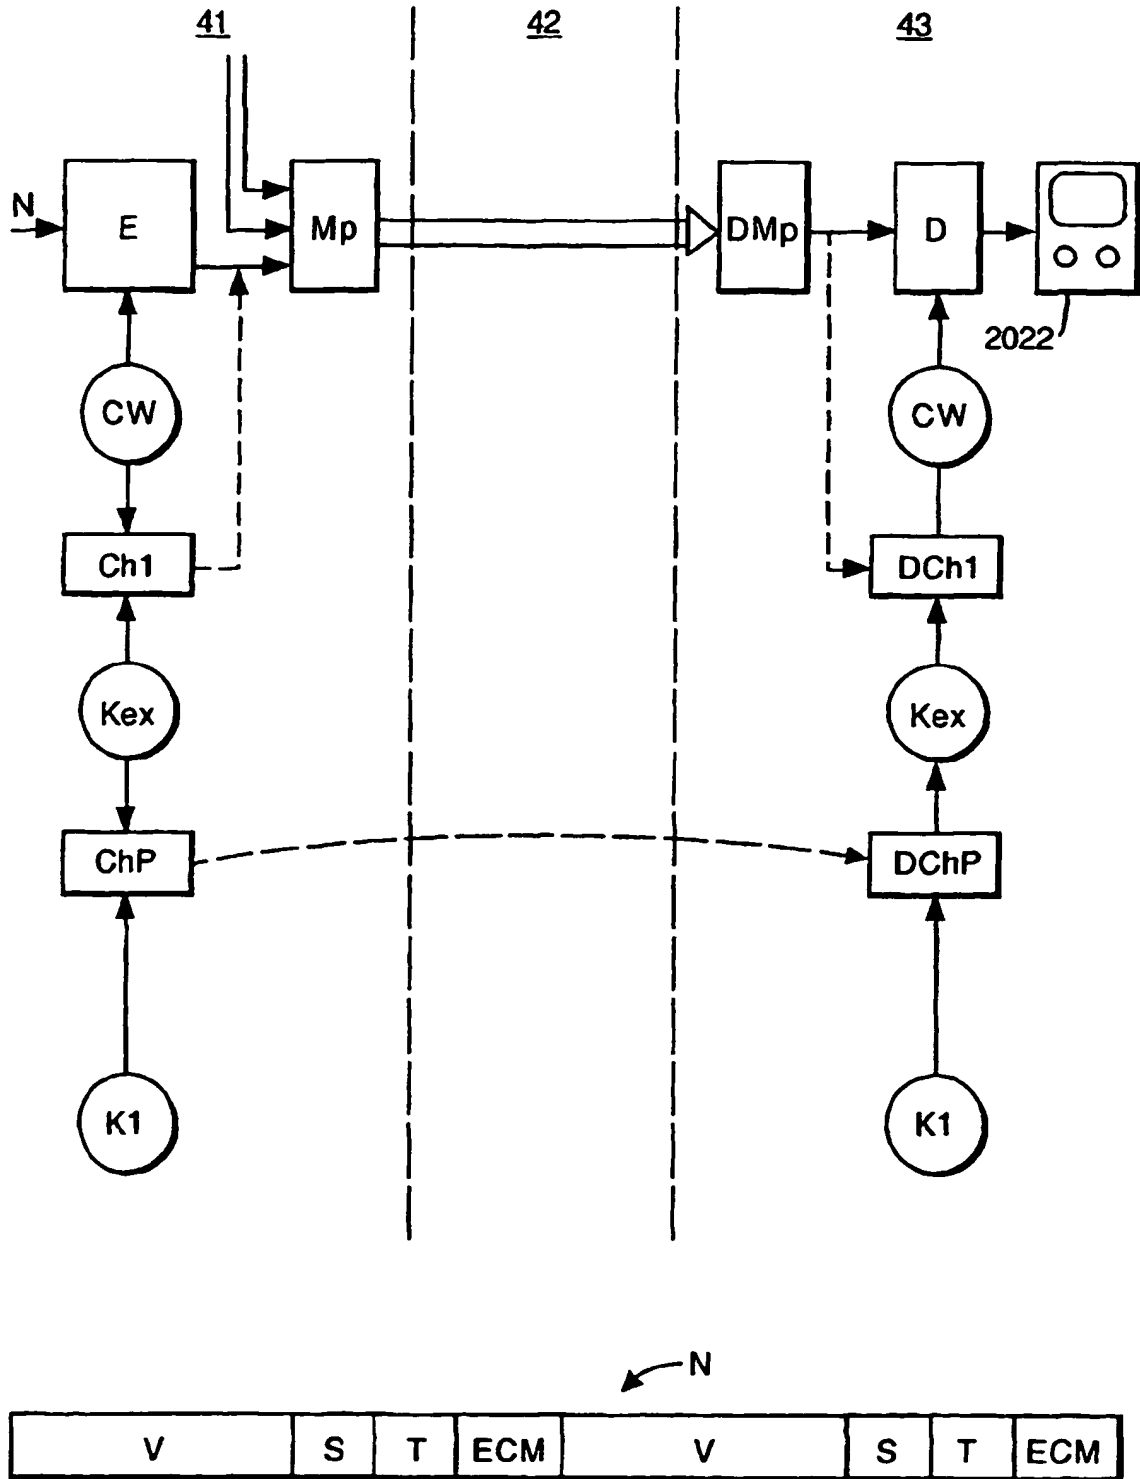 41 42 43
N E Mp DMp D
2022
CW CW
Ch1 DCh1
Kex Kex
ChP DChP
K1 K1
N
V S T ECM V S T ECM